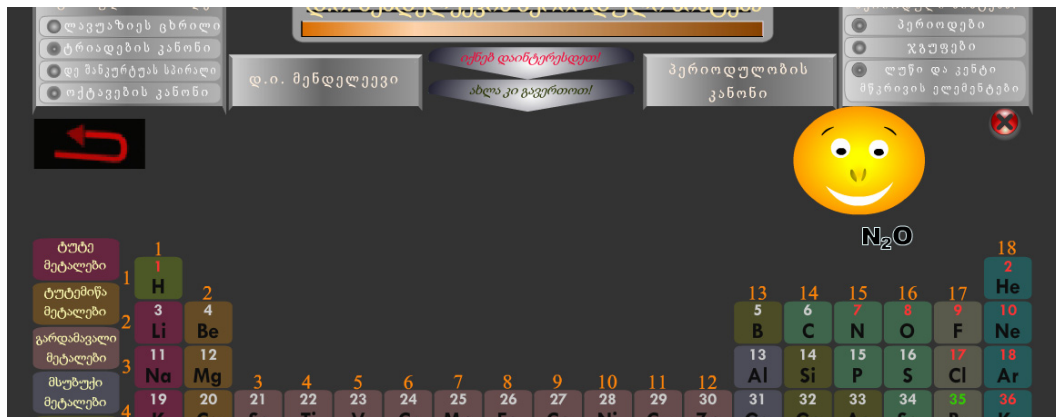 ლავუაზიეს ცხრილი
ტრიადების კანონი
დე შანკურტუას სპირალი
ოქტავების კანონი
დ.ი. მენდელეევი
დ.ი. მენდელეევის პერიოდული სისტემა
იქნებ დაინტერესდეთ!
ახლა კი გავერთოთ!
პერიოდულობის
კანონი
პერიოდები
ჯგუფები
ლუწი და კენტი
მწკრივის ელემენტები
N₂O
ტუტე
მეტალები
ტუტემიწა
მეტალები
გარდამავალი
მეტალები
მსუბუქი
მეტალები
1 18
1 1 2
H He
2 13 14 15 16 17
2 3 4 5 6 7 8 9 10
Li Be B C N O F Ne
3 11 12 13 14 15 16 17 18
Na Mg Al Si P S Cl Ar
3 4 5 6 7 8 9 10 11 12
4 19 20 21 22 23 24 25 26 27 28 29 30 31 32 33 34 35 36